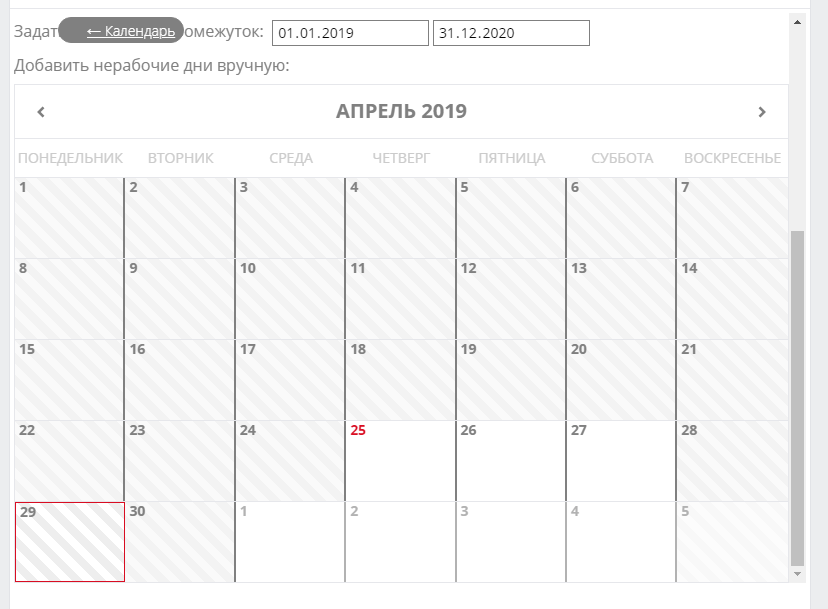 Задат ← Календарь омежуток: 01.01.2019 31.12.2020
Добавить нерабочие дни вручную:
АПРЕЛЬ 2019
ПОНЕДЕЛЬНИК ВТОРНИК СРЕДА ЧЕТВЕРГ ПЯТНИЦА СУББОТА ВОСКРЕСЕНЬЕ
1 2 3 4 5 6 7
8 9 10 11 12 13 14
15 16 17 18 19 20 21
22 23 24 25 26 27 28
29 30 1 2 3 4 5